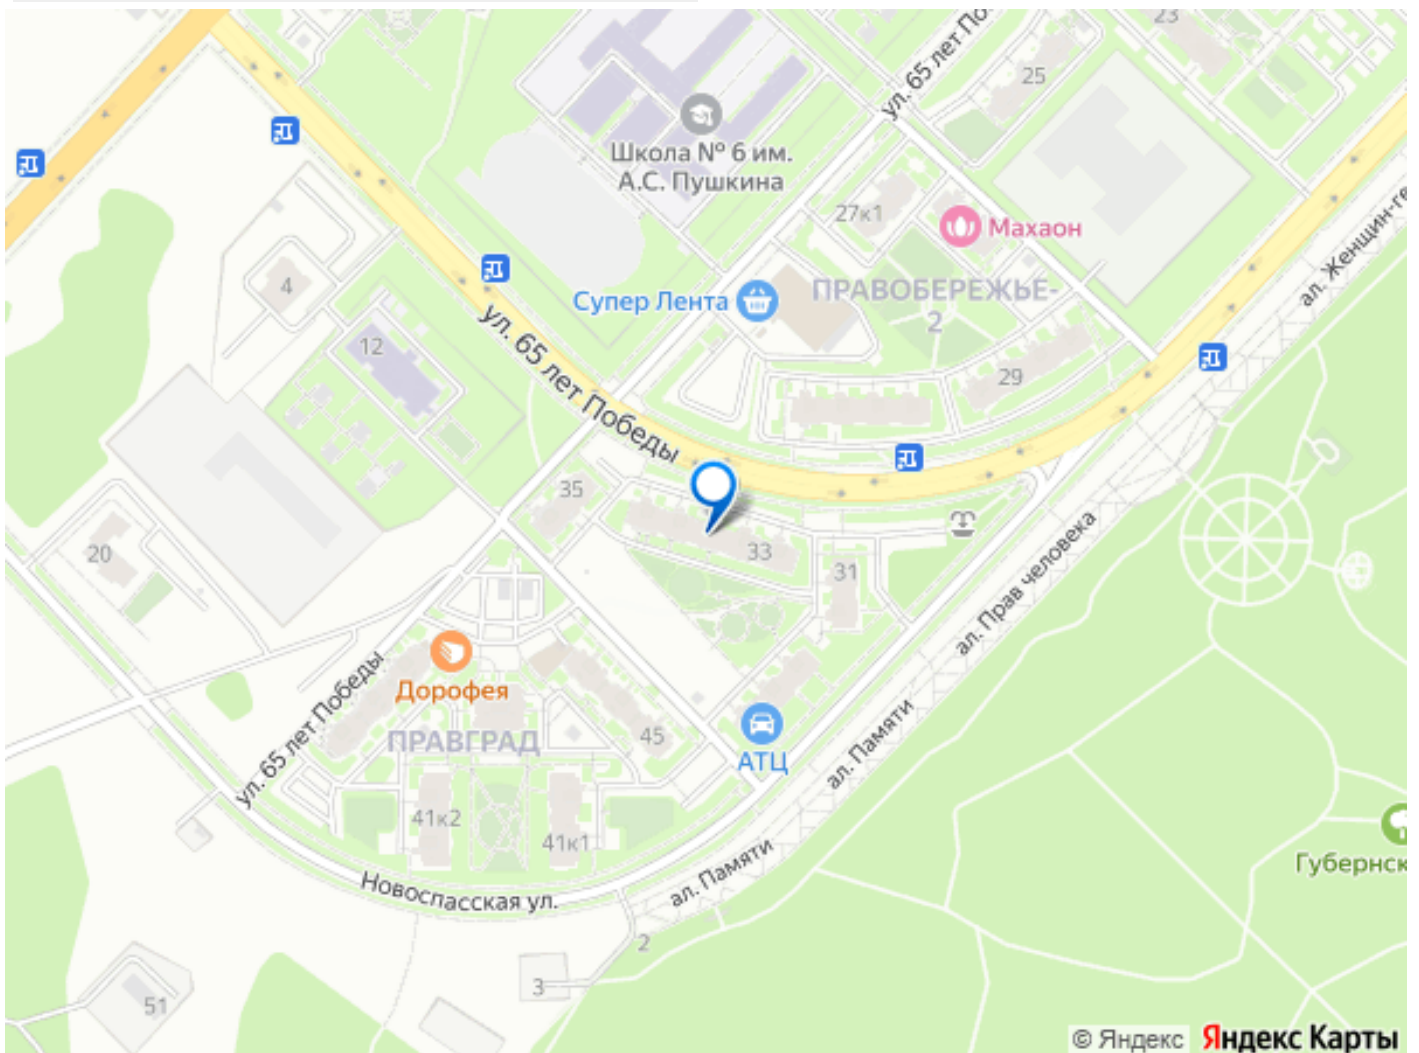 23
ул. 65 лет По
25
Школа № 6 им.
А.С. Пушкина
27к1
Махаон
ал. Женщин-ге
4
Супер Лента
ПРАВОБЕРЕЖЬЕ-
2
12
ул. 65 лет Победы
29
35
20
33
31
ал. Прав человека
Дорофея
ул. 65 лет Победы
ПРАВГРАД
45
АТЦ
ал. Памяти
41к2
41к1
Губернск
ал. Памяти
Новоспасская ул.
2
3
51
© Яндекс Яндекс Карты